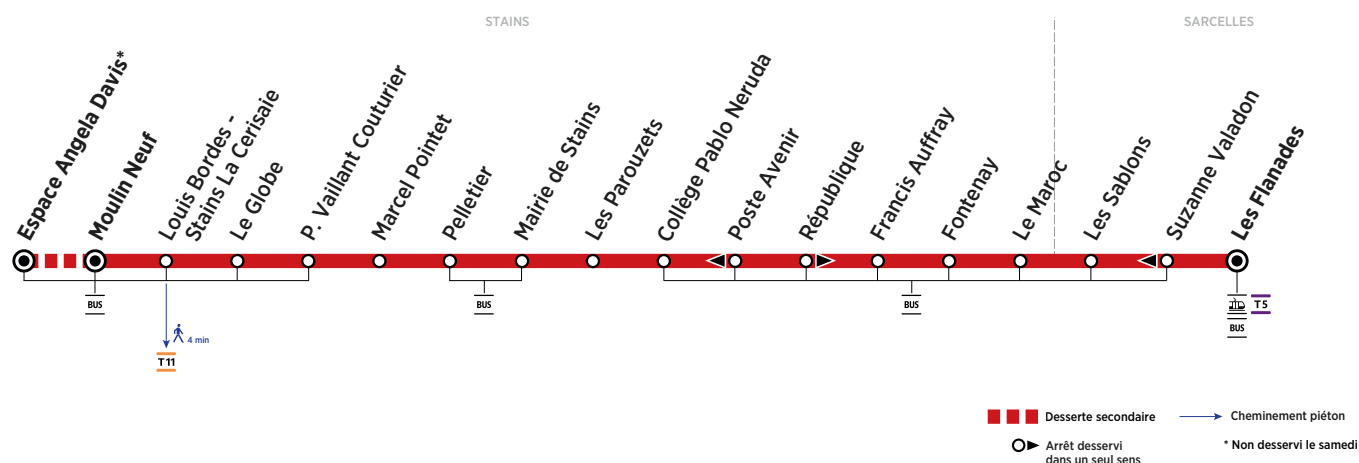 STAINS
SARCELLES
Espace Angela Davis*
Moulin Neuf
Louis Bordes –
Stains La Cerisaie
Le Globe
P. Vaillant Couturier
Marcel Pointet
Pelletier
Mairie de Stains
Les Parouzets
Collège Pablo Neruda
Poste Avenir
République
Francis Auffray
Fontenay
Le Maroc
Les Sablons
Suzanne Valadon
Les Flanades
BUS
BUS
BUS
T5
BUS
4 min
T11
Desserte secondaire
Cheminement piéton
Arrêt desservi
dans un seul sens
* Non desservi le samedi